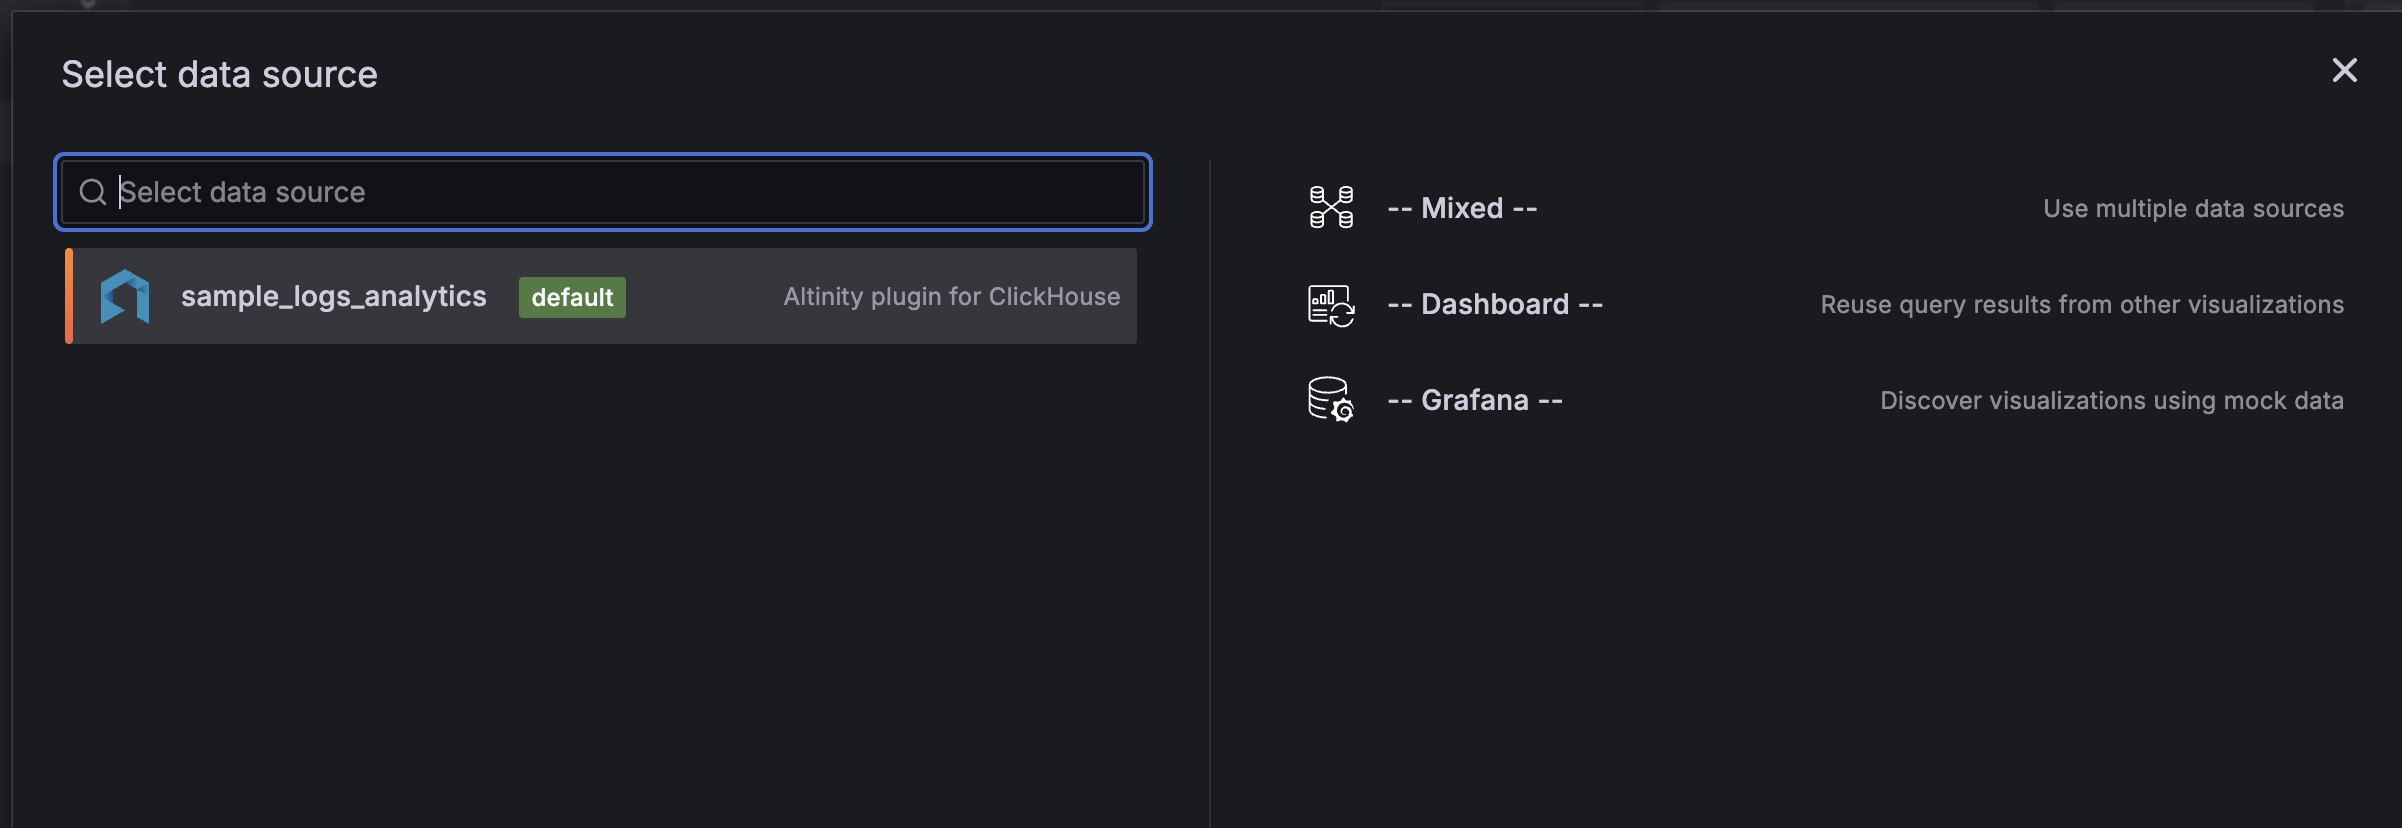 Select data source
Select data source
sample_logs_analytics default Altinity plugin for ClickHouse
-- Mixed -- Use multiple data sources
-- Dashboard -- Reuse query results from other visualizations
-- Grafana -- Discover visualizations using mock data